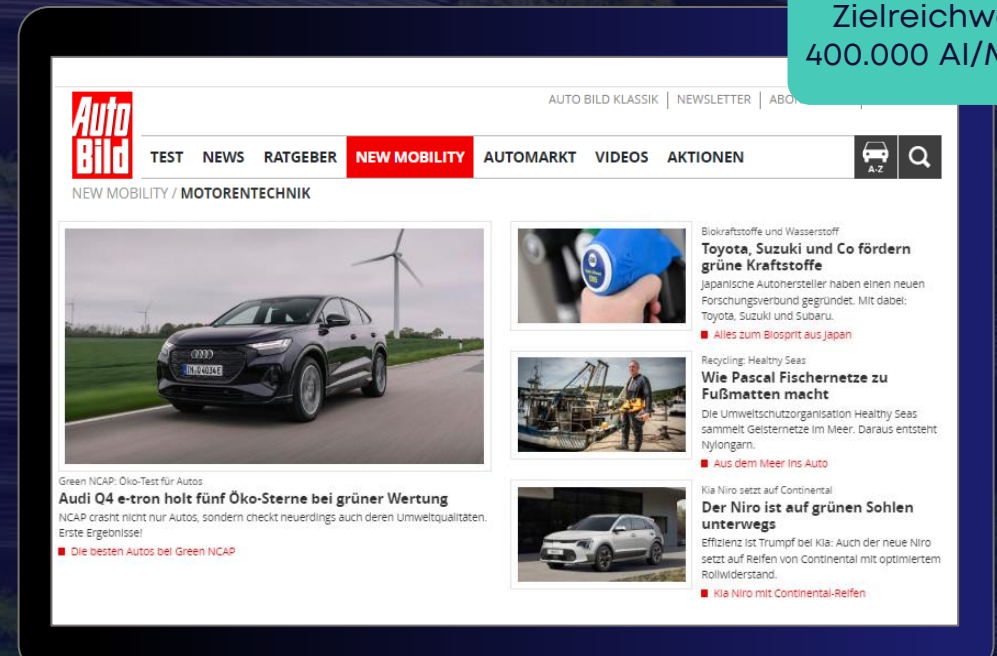 400.000
AUTO BILD KLASSIK | NEWSLETTER |
Auto
Bild
TEST NEWS RATGEBER NEW MOBILITY AUTOMARKT VIDEOS AKTIONEN
A-Z
NEW MOBILITY / MOTORENTECHNIK
IN Q 4034 E
Green NCAP: Öko-Test für Autos
Audi Q4 e-tron holt fünf Öko-Sterne bei grüner Wertung
NCAP crasht nicht nur Autos, sondern checkt neuerdings auch deren Umweltqualitäten.
Erste Ergebnisse!
Die besten Autos bei Green NCAP
Biokraftstoffe und Wasserstoff
Toyota, Suzuki und Co fördern
grüne Kraftstoffe
Japanische Autohersteller haben einen neuen
Forschungsverbund gegründet. Mit dabei:
Toyota, Suzuki und Subaru.
Alles zum Biosprit aus Japan
Recycling: Healthy Seas
Wie Pascal Fischernetze zu
Fußmatten macht
Die Umweltschutzorganisation Healthy Seas
sammelt Geisternetze im Meer. Daraus entsteht
Nylongarn.
Aus dem Meer ins Auto
Kia Niro setzt auf Continental
Der Niro ist auf grünen Sohlen
unterwegs
Effizienz ist Trumpf bei Kia: Auch der neue Niro
setzt auf Reifen von Continental mit optimiertem
Rollwiderstand.
Kia Niro mit Continental-Reifen